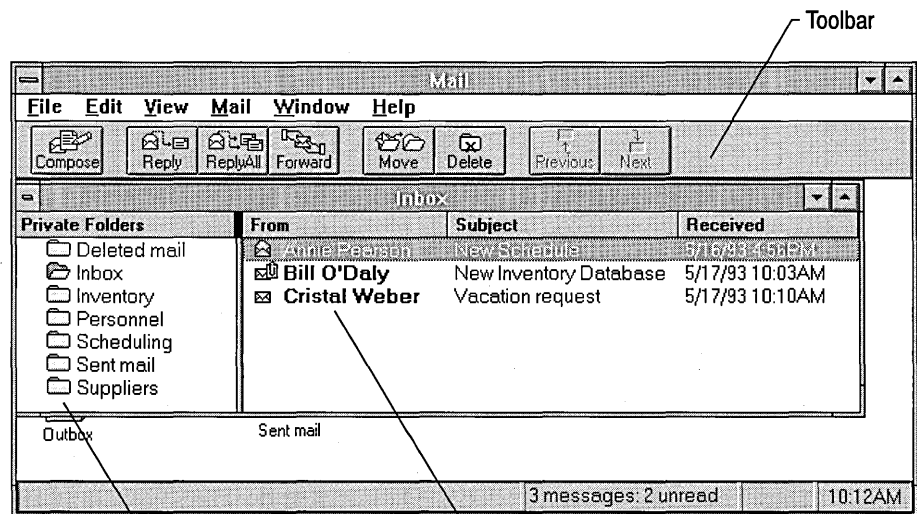 Toolbar
Mail
File Edit View Mail Window Help
Compose Reply ReplyAll Forward Move Delete Previous Next
Inbox
Private Folders From Subject Received
Deleted mail Annie Pearson New Schedule 5/16/93 4:56PM
Inbox Bill O'Daly New Inventory Database 5/17/93 10:03AM
Inventory Cristal Weber Vacation request 5/17/93 10:10AM
Personnel
Scheduling
Sent mail
Suppliers
Outbox Sent mail
3 messages: 2 unread 10:12AM